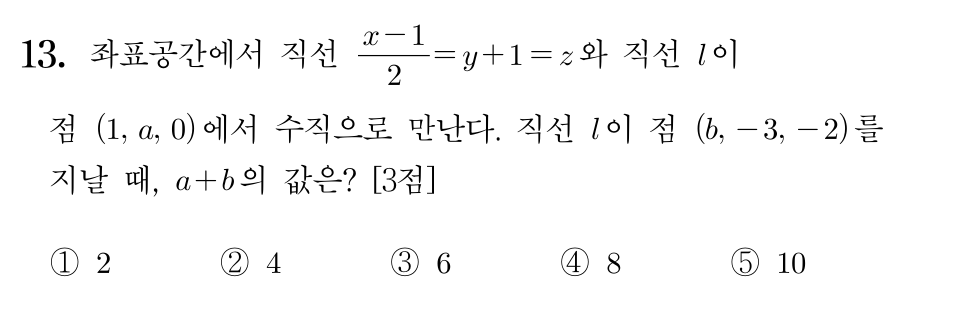 13. 좌표공간에서 직선 \frac{x-1}{2}=y+1=z와 직선 l이
점 (1, a, 0)에서 수직으로 만난다. 직선 l이 점 (b, -3, -2)를
지날 때, a+b의 값은? [3점]
① 2 ② 4 ③ 6 ④ 8 ⑤ 10